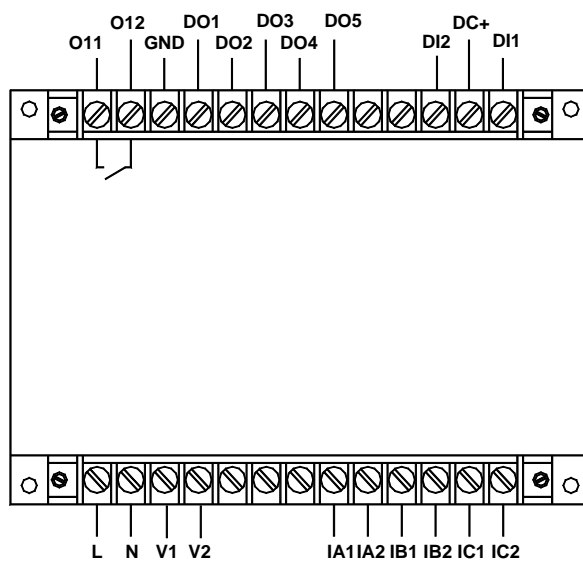 O12 DO1 DO3 DO5 DC+
O11 GND DO2 DO4 DI2 DI1
L N V1 V2 IA1 IA2 IB1 IB2 IC1 IC2